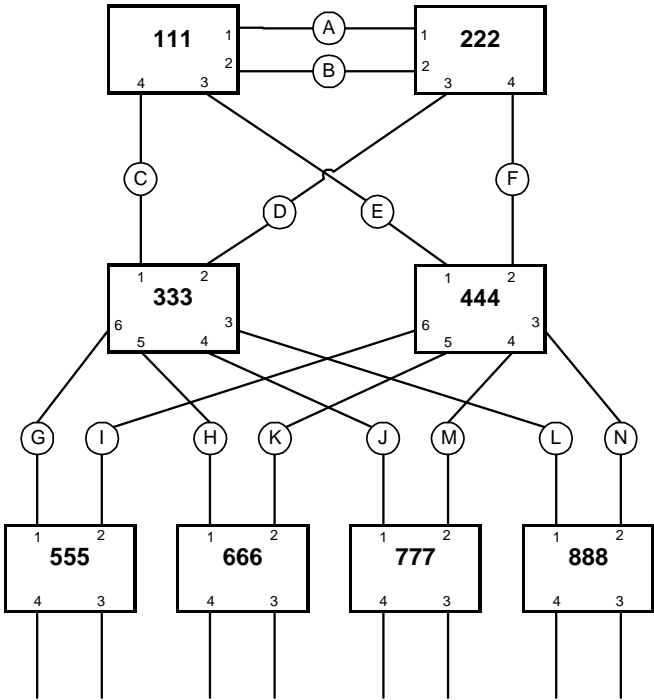 A
111 1 1 222
2 B 2
4 3 3 4
C F
D E
1 2 1 2
333 444
6 3 6 3
5 4 5 4
G I H K J M L N
1 2 1 2 1 2 1 2
555 666 777 888
4 3 4 3 4 3 4 3